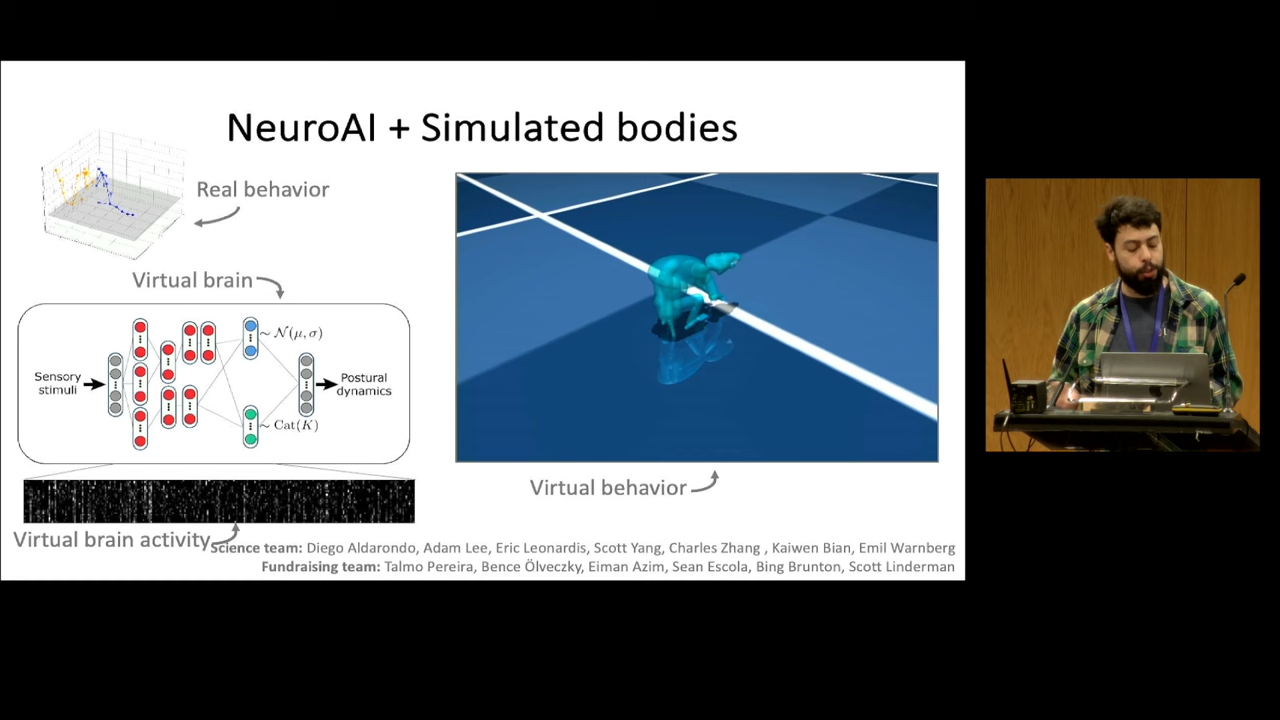 NeuroAI + Simulated bodies
Real behavior
Virtual brain
Sensory
stimuli
~ N(μ, σ)
~ Cat(K)
Postural
dynamics
Virtual brain activity
Virtual behavior
Science team: Diego Aldarondo, Adam Lee, Eric Leonardis, Scott Yang, Charles Zhang , Kaiwen Bian, Emil Warnberg
Fundraising team: Talmo Pereira, Bence Ölveczky, Eiman Azim, Sean Escola, Bing Brunton, Scott Linderman